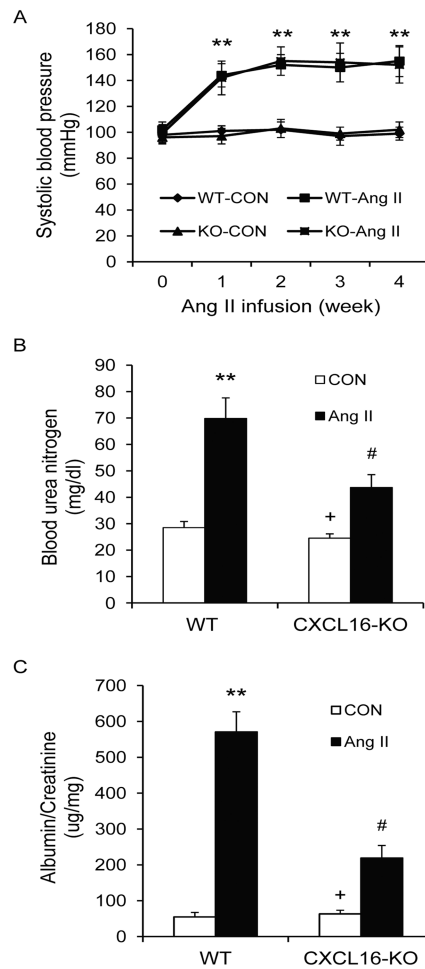 A
Systolic blood pressure
(mmHg)
180
160
140
120
100
80
60
40
20
0
** ** ** ** **
WT-CON WT-Ang II
KO-CON KO-Ang II
0 1 2 3 4
Ang II infusion (week)
B
Blood urea nitrogen
(mg/dl)
90
80
70
60
50
40
30
20
10
0
**
+
#
CON
Ang II
WT CXCL16-KO
C
Albumin/Creatinine
(ug/mg)
700
600
500
400
300
200
100
0
**
+
#
CON
Ang II
WT CXCL16-KO